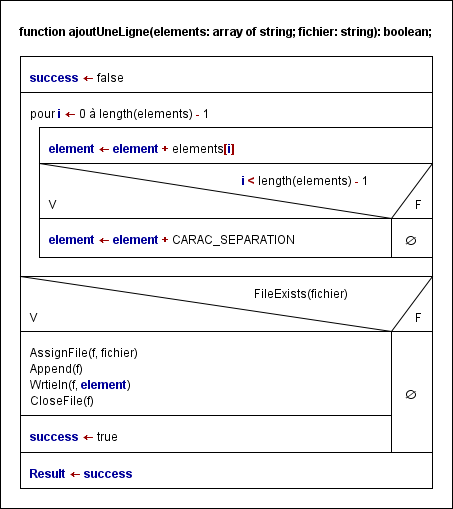 function ajoutUneLigne(elements: array of string; fichier: string): boolean;
success ← false
pour i ← 0 à length(elements) - 1
element ← element + elements[i]
i < length(elements) - 1
V F
element ← element + CARAC_SEPARATION ∅
FileExists(fichier)
V F
AssignFile(f, fichier)
Append(f)
Wrtieln(f, element)
CloseFile(f)
∅
success ← true
Result ← success